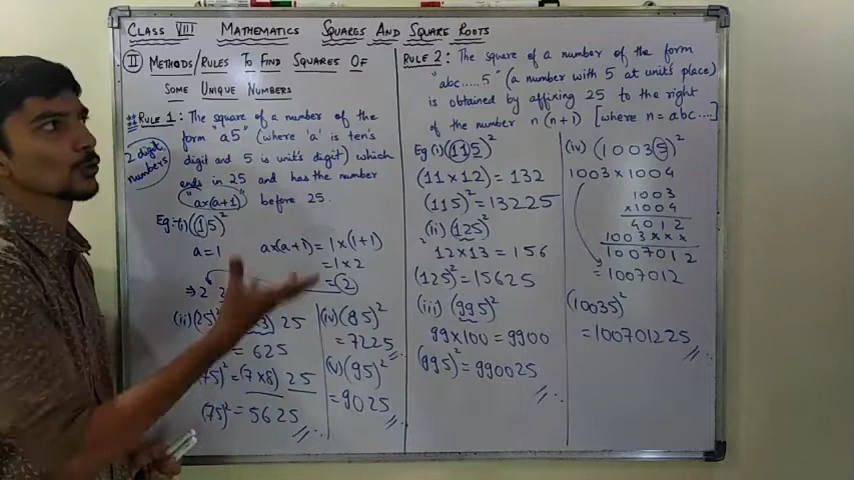 CLASS VIII MATHEMATICS SQUARES AND SQUARE ROOTS
II METHODS/RULES TO FIND SQUARES OF
SOME UNIQUE NUMBERS
RULE 1: The square of a number of the
form "a5" (where 'a' is ten's
digit and 5 is unit's digit) which
ends in 25 and has the number
"a×(a+1)" before 25.
2 digit numbers
Eg:-(i) (15)²
a=1 a×(a+1) = 1×(1+1)
= 1×2
= 2
⇒ 2
(ii) (25)² 25
= 625
(75)² = (7×8) 25
(75)² = 5625
(iv) (85)²
= 7225
(v) (95)²
= 9025
RULE 2: The square of a number of the form
"abc....5" (a number with 5 at unit's place)
is obtained by affixing 25 to the right
of the number n(n+1) [where n = abc....]
Eg (i) (115)²
(11×12) = 132
(115)² = 13225
(ii) (125)²
12×13 = 156
(125)² = 15625
(iii) (995)²
99×100 = 9900
(995)² = 990025
(iv) (10035)²
1003×1004
1003
×1004
4012
1003×××
1007012
= 1007012
(10035)²
= 100701225